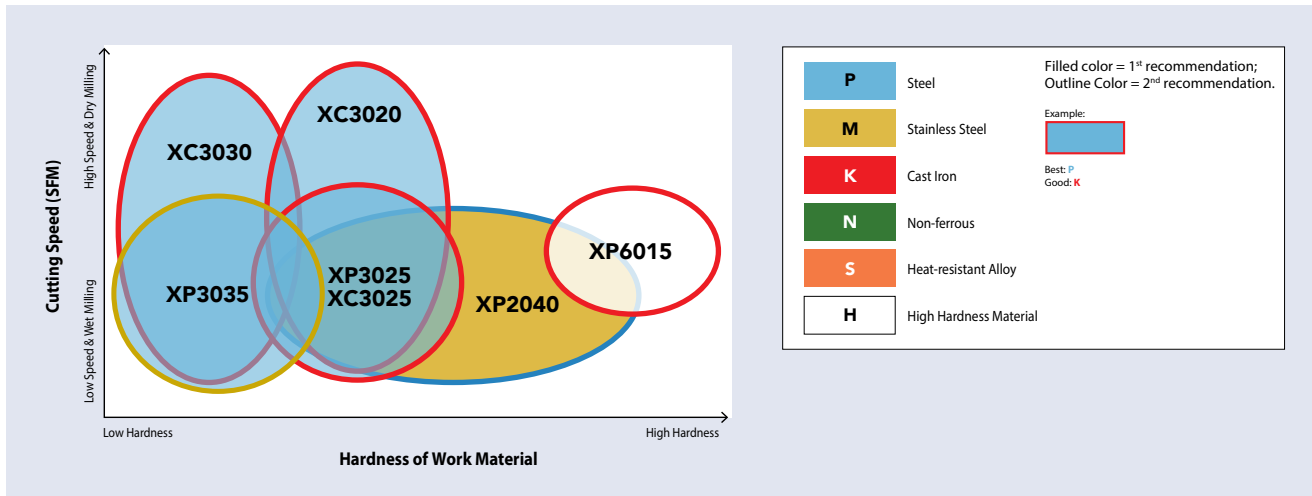 Cutting Speed (SFM)
High Speed & Dry Milling
Low Speed & Wet Milling
XC3030
XC3020
XP3035
XP3025
XC3025
XP2040
XP6015
Low Hardness
High Hardness
Hardness of Work Material
P Steel
M Stainless Steel
K Cast Iron
N Non-ferrous
S Heat-resistant Alloy
H High Hardness Material
Filled color = 1st recommendation;
Outline Color = 2nd recommendation.
Example:
Best: P
Good: K